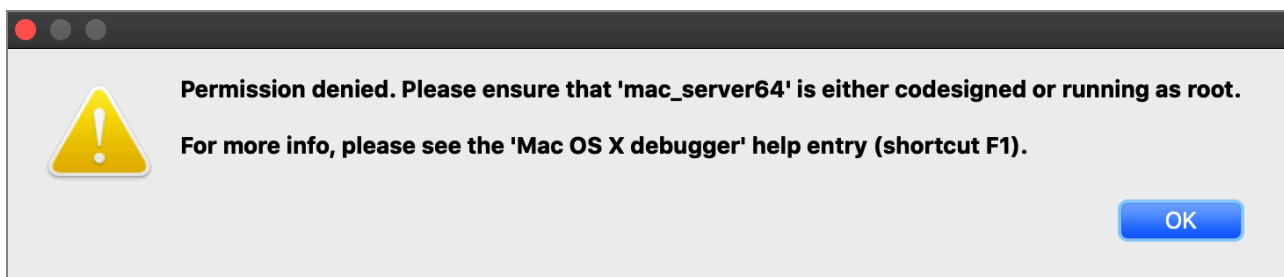 Permission denied. Please ensure that 'mac_server64' is either codesigned or running as root.
For more info, please see the 'Mac OS X debugger' help entry (shortcut F1).
OK